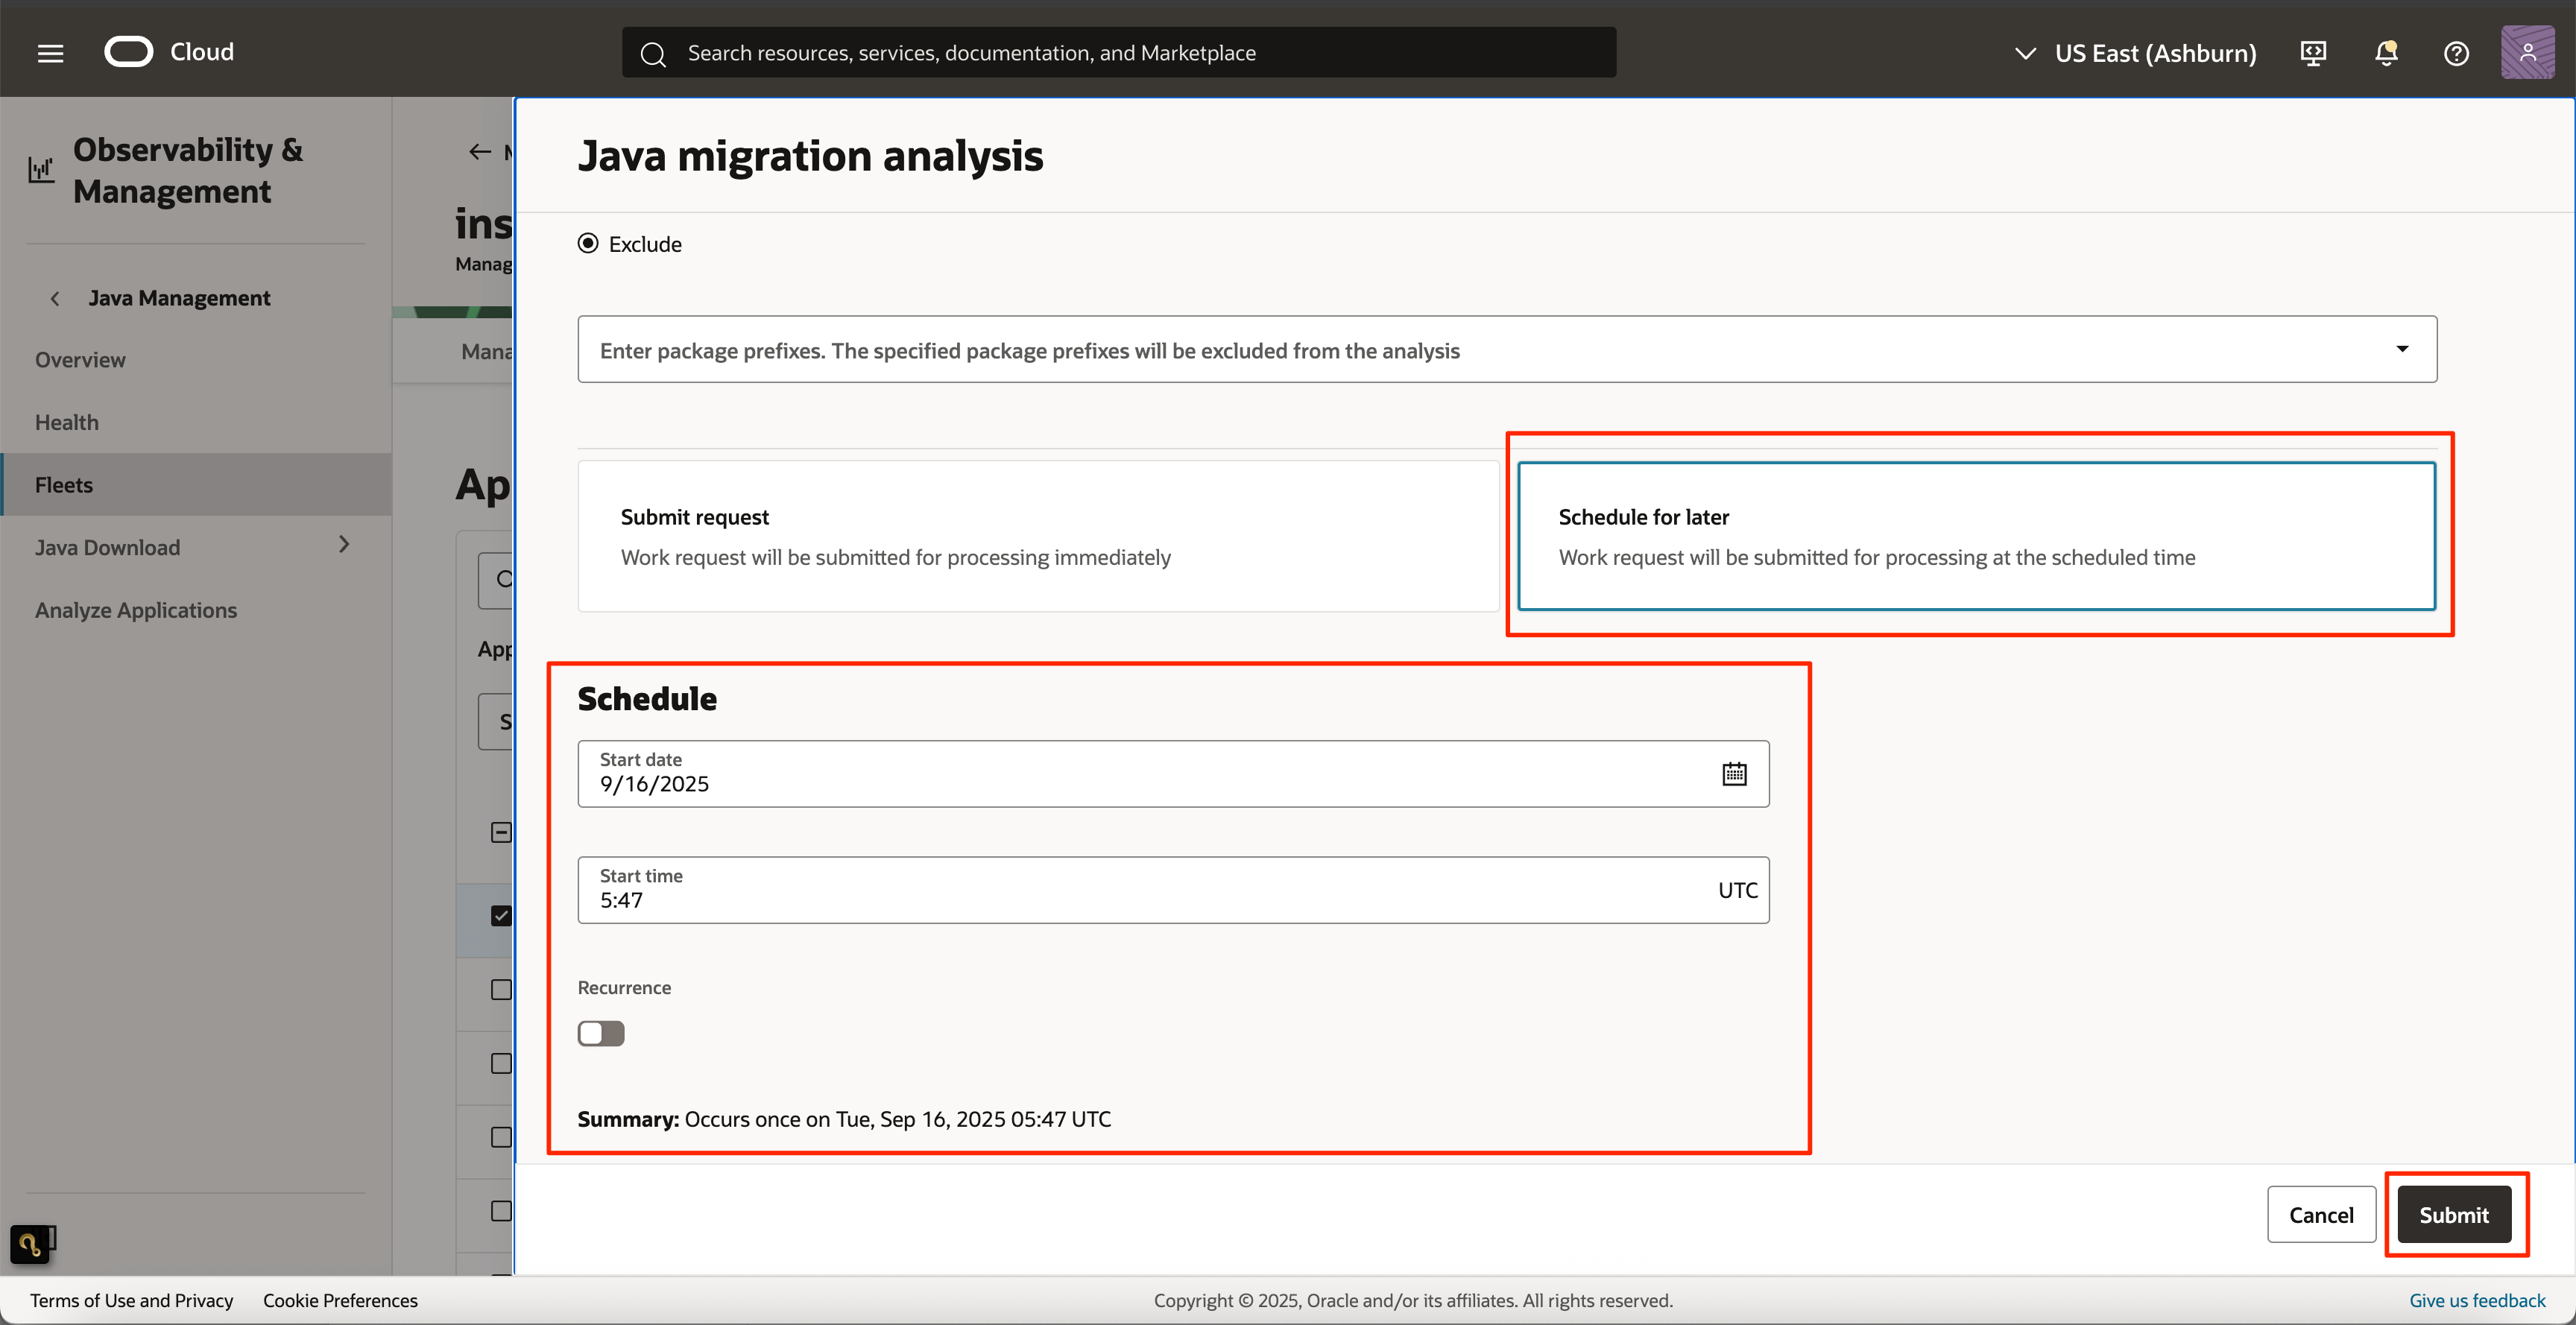 Cloud
Search resources, services, documentation, and Marketplace
US East (Ashburn)
Observability &
Management
Java Management
Overview
Health
Fleets
Java Download
Analyze Applications
ins
Manag
Mana
Ap
App
S
Java migration analysis
Exclude
Enter package prefixes. The specified package prefixes will be excluded from the analysis
Submit request
Work request will be submitted for processing immediately
Schedule for later
Work request will be submitted for processing at the scheduled time
Schedule
Start date
9/16/2025
Start time
5:47
UTC
Recurrence
Summary: Occurs once on Tue, Sep 16, 2025 05:47 UTC
Cancel
Submit
Terms of Use and Privacy
Cookie Preferences
Copyright © 2025, Oracle and/or its affiliates. All rights reserved.
Give us feedback